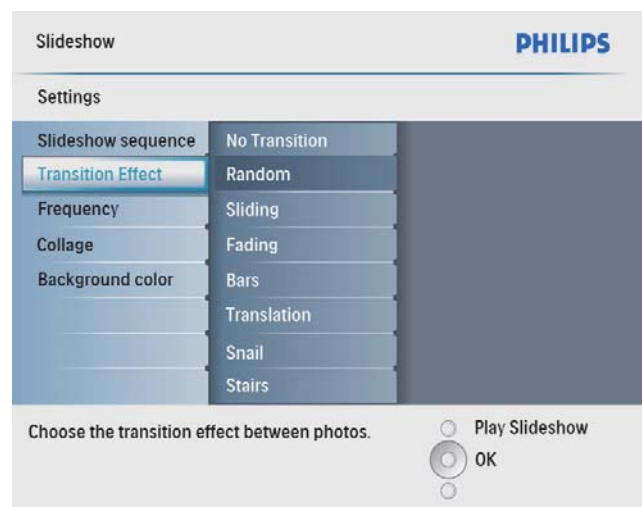 Slideshow
PHILIPS
Settings
Slideshow sequence
Transition Effect
Frequency
Collage
Background color
No Transition
Random
Sliding
Fading
Bars
Translation
Snail
Stairs
Choose the transition effect between photos.
Play Slideshow
OK